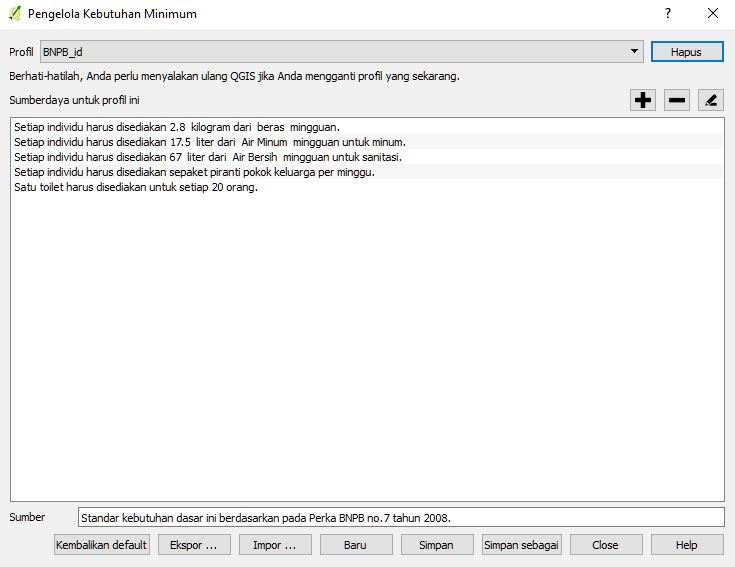 Pengelola Kebutuhan Minimum
Profil BNPB_id Hapus
Berhati-hatilah, Anda perlu menyalakan ulang QGIS jika Anda mengganti profil yang sekarang.
Sumberdaya untuk profil ini
Setiap individu harus disediakan 2.8 kilogram dari beras mingguan.
Setiap individu harus disediakan 17.5 liter dari Air Minum mingguan untuk minum.
Setiap individu harus disediakan 67 liter dari Air Bersih mingguan untuk sanitasi.
Setiap individu harus disediakan sepaket piranti pokok keluarga per minggu.
Satu toilet harus disediakan untuk setiap 20 orang.
Sumber Standar kebutuhan dasar ini berdasarkan pada Perka BNPB no.7 tahun 2008.
Kembalikan default Ekspor ... Impor ... Baru Simpan Simpan sebagai Close Help